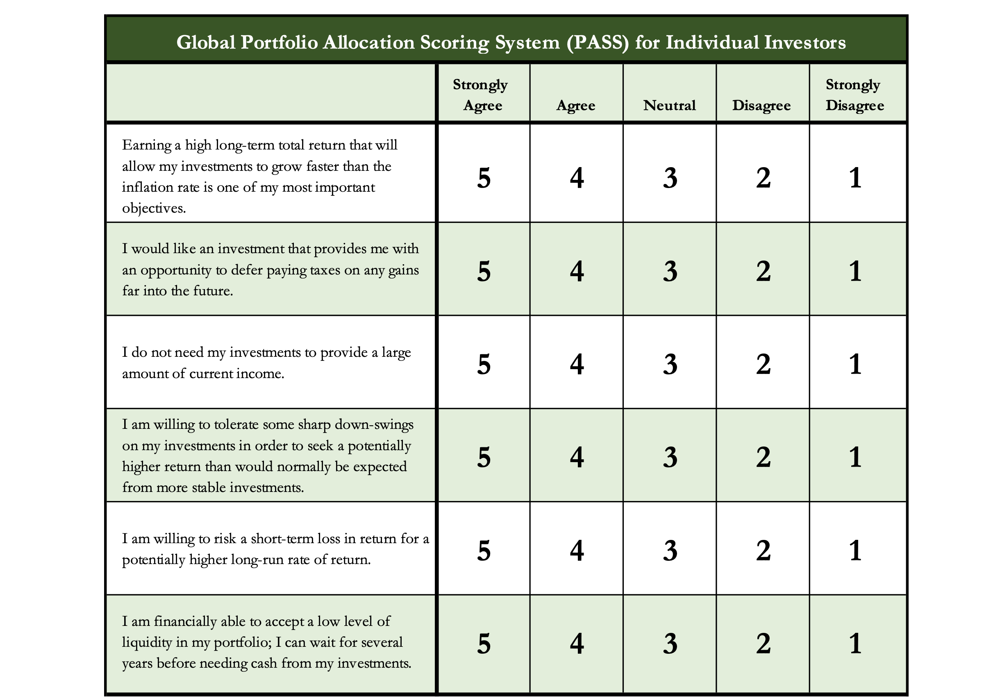 Global Portfolio Allocation Scoring System (PASS) for Individual Investors
Strongly Agree
Agree
Neutral
Disagree
Strongly Disagree
Earning a high long-term total return that will
allow my investments to grow faster than the
inflation rate is one of my most important
objectives.
5 4 3 2 1
I would like an investment that provides me with
an opportunity to defer paying taxes on any gains
far into the future.
5 4 3 2 1
I do not need my investments to provide a large
amount of current income.
5 4 3 2 1
I am willing to tolerate some sharp down-swings
on my investments in order to seek a potentially
higher return than would normally be expected
from more stable investments.
5 4 3 2 1
I am willing to risk a short-term loss in return for a
potentially higher long-run rate of return.
5 4 3 2 1
I am financially able to accept a low level of
liquidity in my portfolio; I can wait for several
years before needing cash from my investments.
5 4 3 2 1